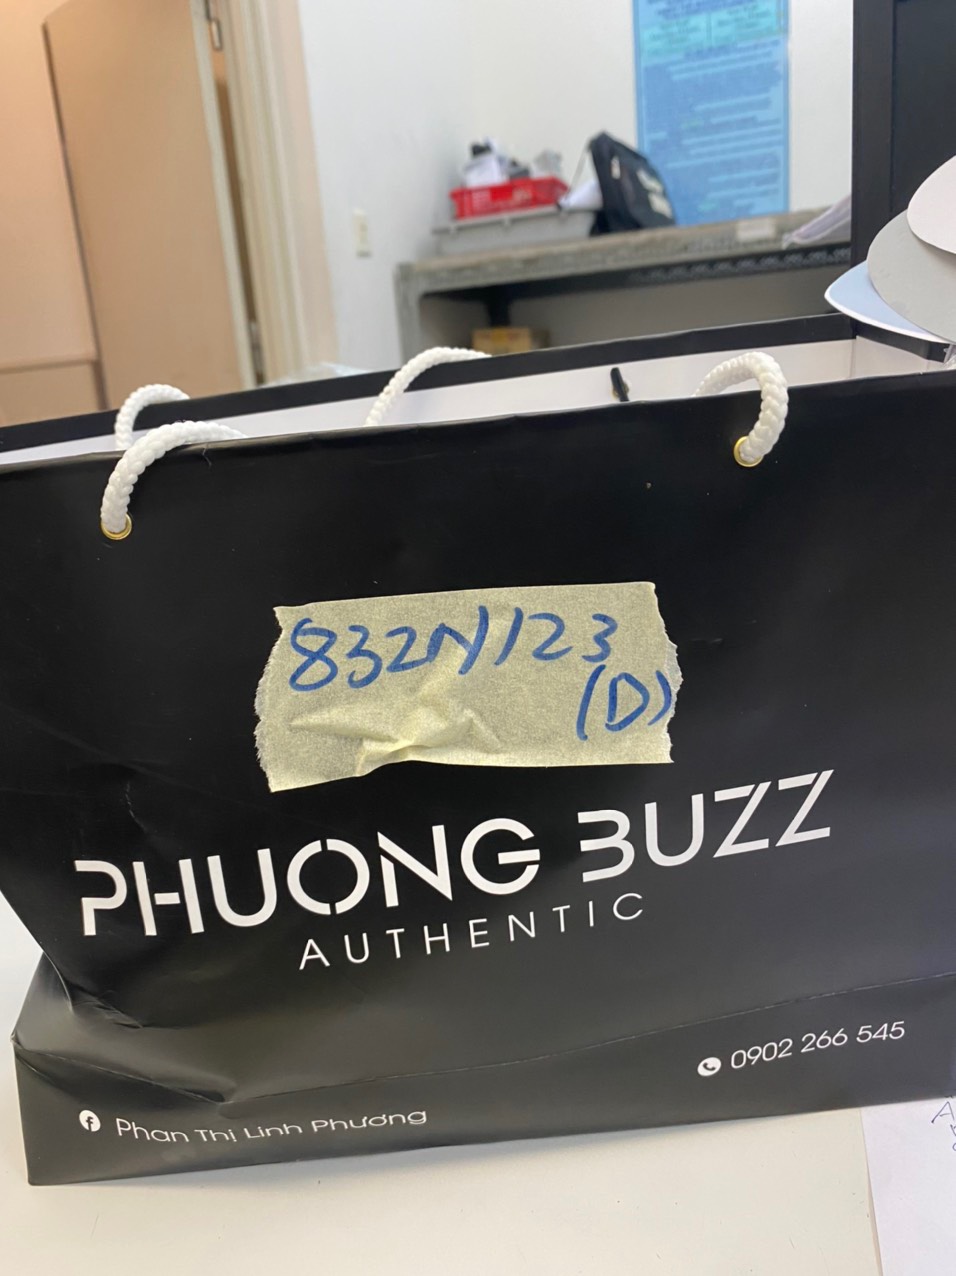 832N123
(D)
PHUONG BUZZ
AUTHENTIC
0902 266 545
Phan Thị Linh Phương